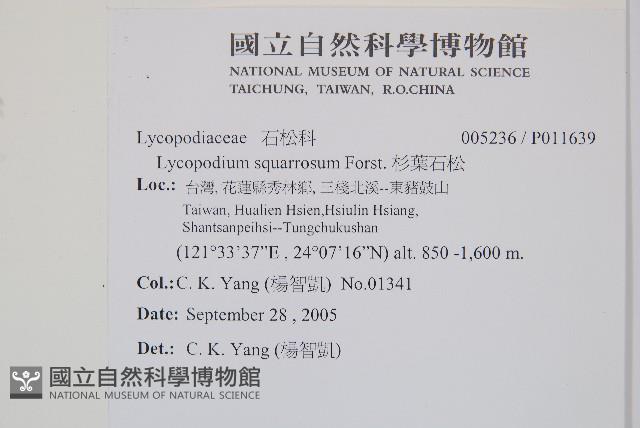 國立自然科學博物館
NATIONAL MUSEUM OF NATURAL SCIENCE
TAICHUNG, TAIWAN, R.O.CHINA
Lycopodiaceae 石松科 005236 / P011639
Lycopodium squarrosum Forst. 杉葉石松
Loc.: 台灣, 花蓮縣秀林鄉, 三棧北溪--東豬鼓山
Taiwan, Hualien Hsien,Hsiulin Hsiang,
Shantsanpeihsi--Tungchukushan
(121°33'37”E , 24°07'16”N) alt. 850 -1,600 m.
Col.:C. K. Yang (楊智凱) No.01341
Date: September 28 , 2005
Det.: C. K. Yang (楊智凱)
國立自然科學博物館
NATIONAL MUSEUM OF NATURAL SCIENCE